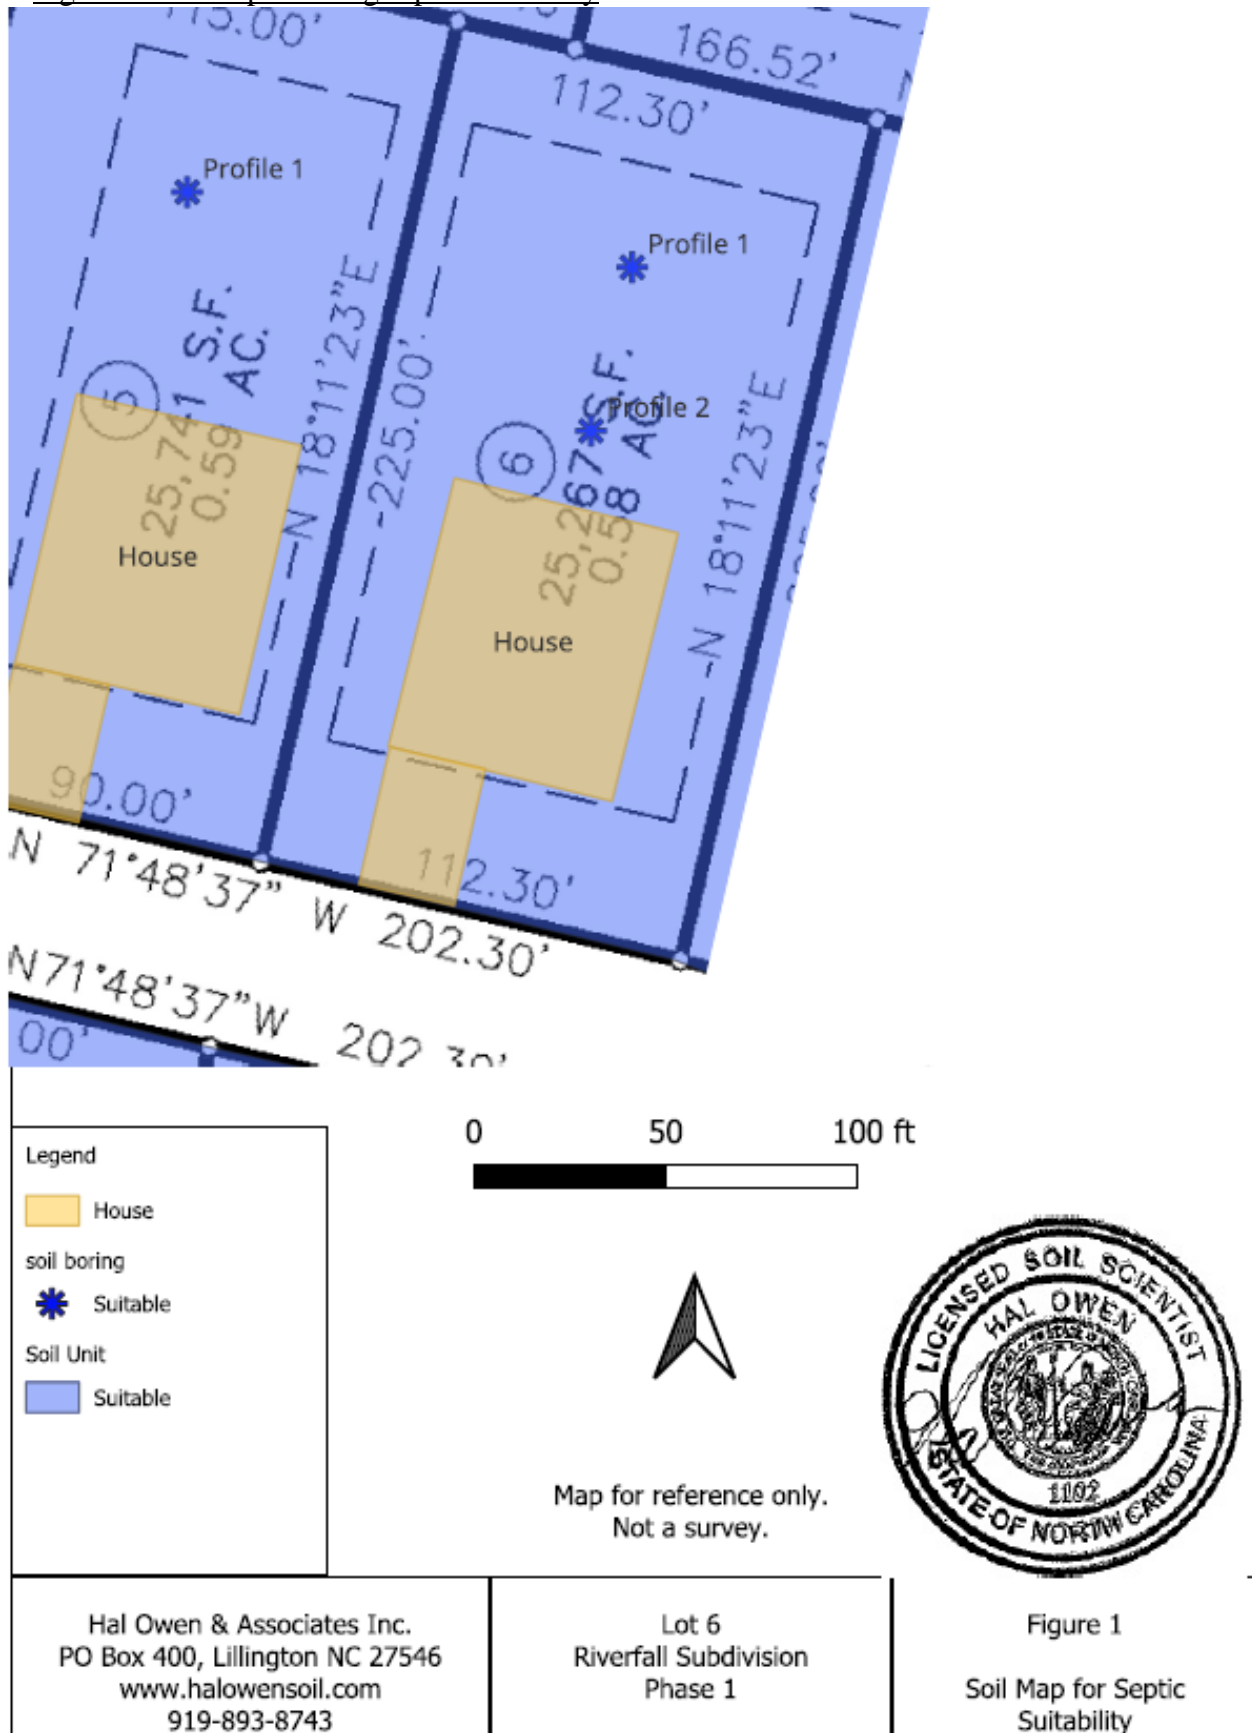 115.00'
166.52'
112.30'
Profile 1
Profile 1
N 18°11'23"E
S.F.
AC.
225.00'
S.F.
Profile 2
AC.
N 18°11'23"E
5
25,741
0.59
6
25,267
0.58
House
House
90.00'
112.30'
N 71°48'37" W 202.30'
N71°48'37"W 202.30'
00'
0 50 100 ft
Legend
House
soil boring
Suitable
Soil Unit
Suitable
LICENSED SOIL SCIENTIST
HAL OWEN
1102
STATE OF NORTH CAROLINA
Map for reference only.
Not a survey.
Hal Owen & Associates Inc.
PO Box 400, Lillington NC 27546
www.halowensoil.com
919-893-8743
Lot 6
Riverfall Subdivision
Phase 1
Figure 1
Soil Map for Septic
Suitability